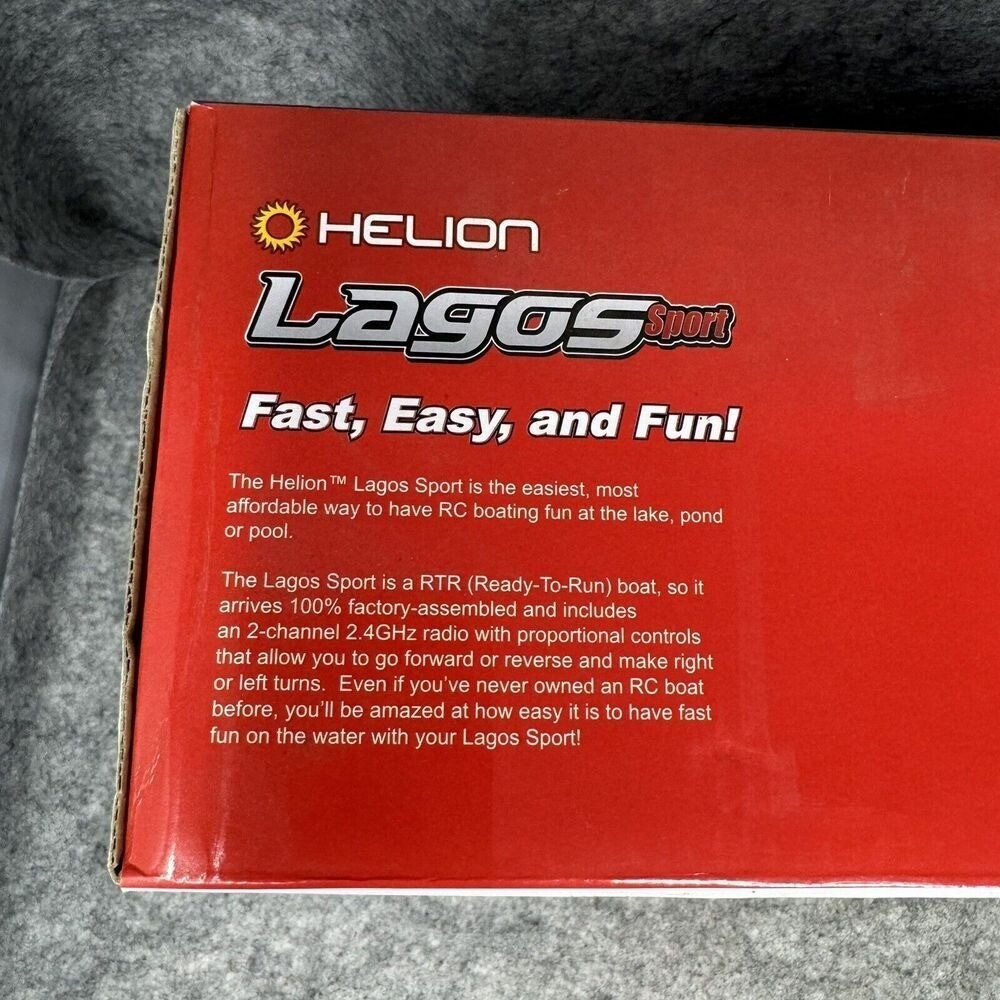 HELION
Lagos Sport
Fast, Easy, and Fun!
The Helion™ Lagos Sport is the easiest, most
affordable way to have RC boating fun at the lake, pond
or pool.
The Lagos Sport is a RTR (Ready-To-Run) boat, so it
arrives 100% factory-assembled and includes
an 2-channel 2.4GHz radio with proportional controls
that allow you to go forward or reverse and make right
or left turns. Even if you've never owned an RC boat
before, you'll be amazed at how easy it is to have fast
fun on the water with your Lagos Sport!